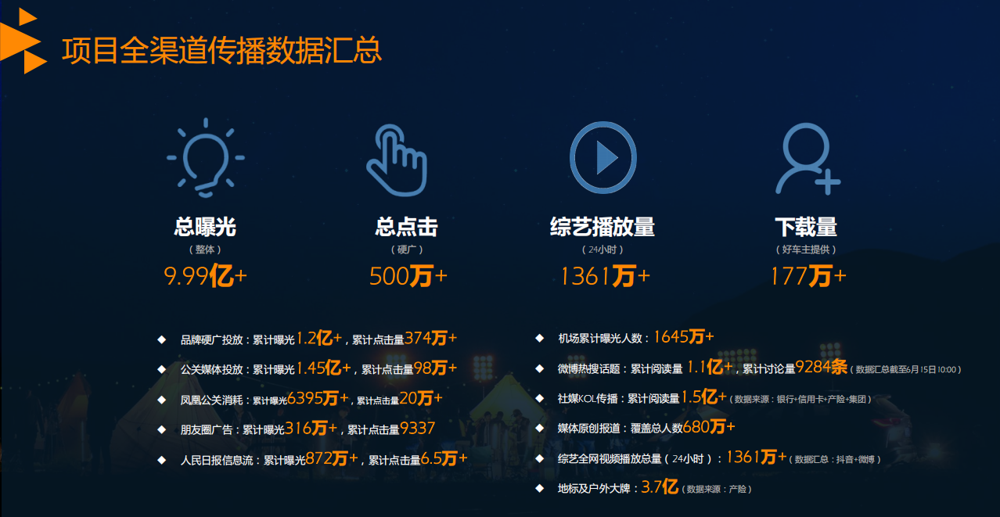 项目全渠道传播数据汇总
总曝光
（整体）
9.99亿+
总点击
（硬广）
500万+
综艺播放量
（24小时）
1361万+
下载量
（好车主提供）
177万+
品牌硬广投放：累计曝光1.2亿+，累计点击量374万+
公关媒体投放：累计曝光1.45亿+，累计点击量98万+
凤凰公关消耗：累计曝光6395万+，累计点击量20万+
朋友圈广告：累计曝光316万+，累计点击量9337
人民日报信息流：累计曝光872万+，累计点击量6.5万+
机场累计曝光人数：1645万+
微博热搜话题：累计阅读量 1.1亿+，累计讨论量9284条（数据汇总截至6月15日10:00）
社媒KOL传播：累计阅读量1.5亿+（数据来源：银行+信用卡+产险+集团）
媒体原创报道：覆盖总人数680万+
综艺全网视频播放总量（24小时）：1361万+（数据汇总：抖音+微博）
地标及户外大牌：3.7亿（数据来源：产险）